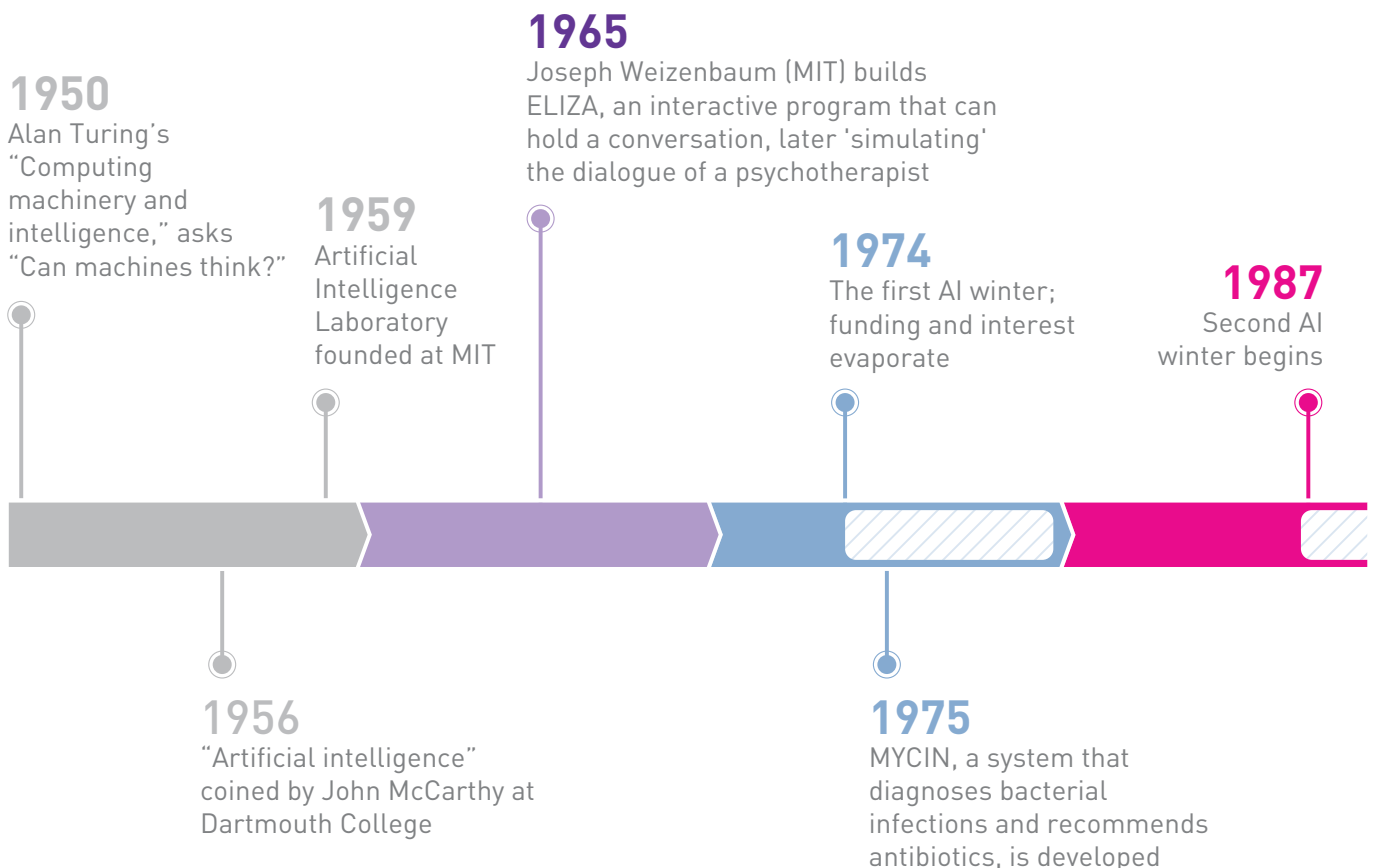 1950
Alan Turing’s
“Computing
machinery and
intelligence,” asks
“Can machines think?”
1956
“Artificial intelligence”
coined by John McCarthy at
Dartmouth College
1959
Artificial
Intelligence
Laboratory
founded at MIT
1965
Joseph Weizenbaum (MIT) builds
ELIZA, an interactive program that can
hold a conversation, later 'simulating'
the dialogue of a psychotherapist
1974
The first AI winter;
funding and interest
evaporate
1975
MYCIN, a system that
diagnoses bacterial
infections and recommends
antibiotics, is developed
1987
Second AI
winter begins